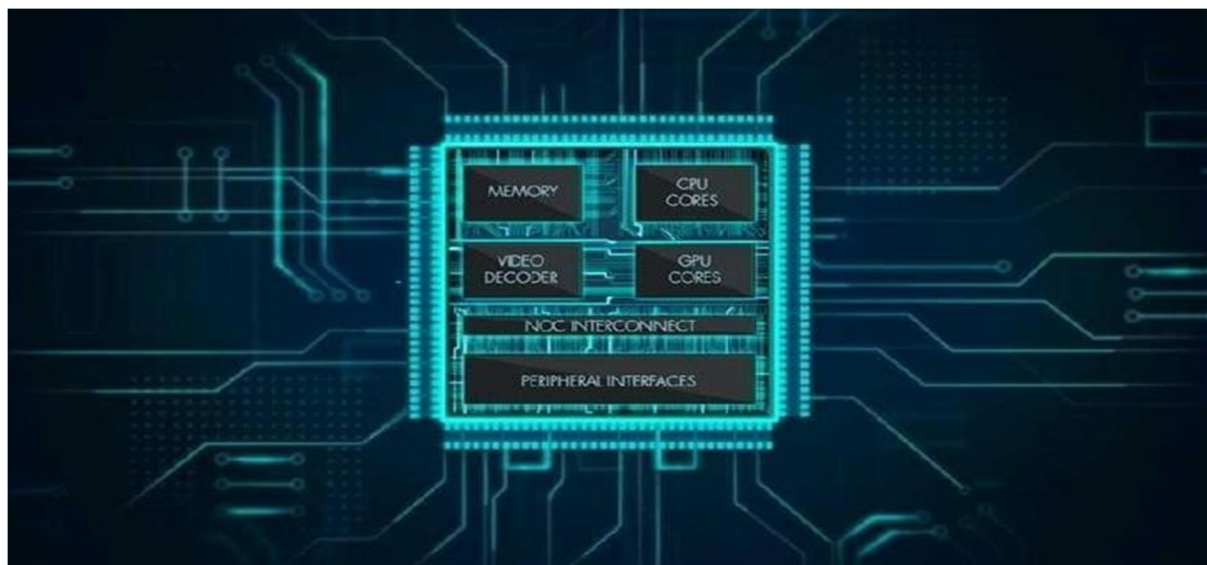 MEMORY
CPU
CORES
VIDEO
DECODER
GPU
CORES
NOC INTERCONNECT
PERIPHERAL INTERFACES